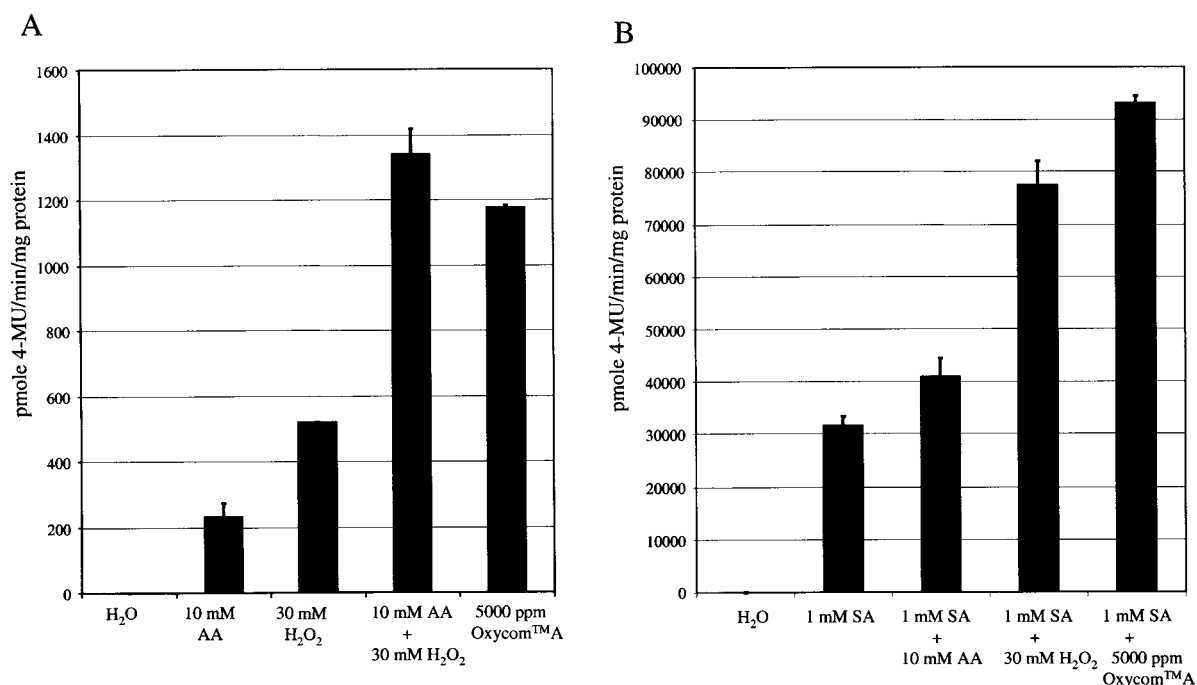 A
pmole 4-MU/min/mg protein
1600
1400
1200
1000
800
600
400
200
0
H₂O
10 mM
AA
30 mM
H₂O₂
10 mM AA
+
30 mM H₂O₂
5000 ppm
Oxycom™A
B
pmole 4-MU/min/mg protein
100000
90000
80000
70000
60000
50000
40000
30000
20000
10000
0
H₂O
1 mM SA
1 mM SA
+
10 mM AA
1 mM SA
+
30 mM H₂O₂
1 mM SA
+
5000 ppm
Oxycom™A